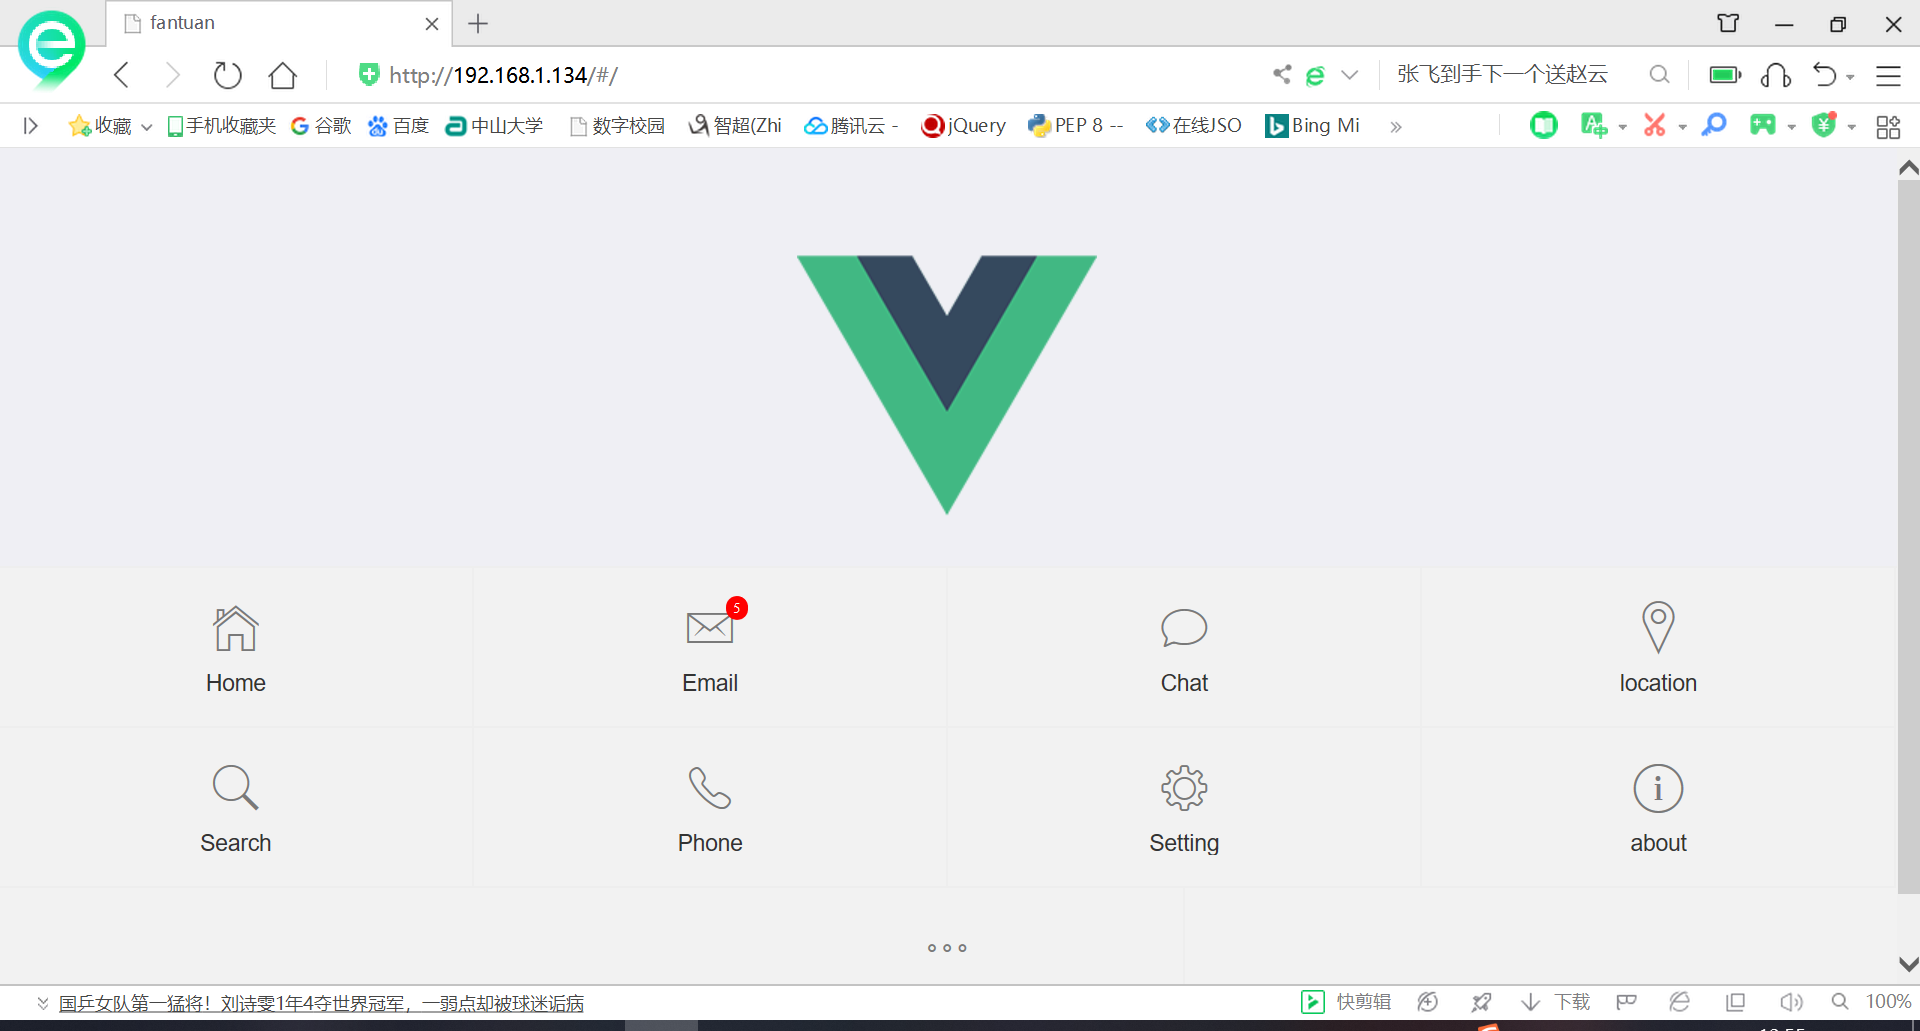 fantuan
http://192.168.1.134/#/
张飞到手下一个送赵云
收藏 手机收藏夹 谷歌 百度 中山大学 数字校园 智超(Zhi 腾讯云 - jQuery PEP 8 -- 在线JSO Bing Mi »
5
Home Email Chat location
Search Phone Setting about
国乒女队第一猛将！刘诗雯1年4夺世界冠军，一弱点却被球迷诟病
快剪辑 下载 100%